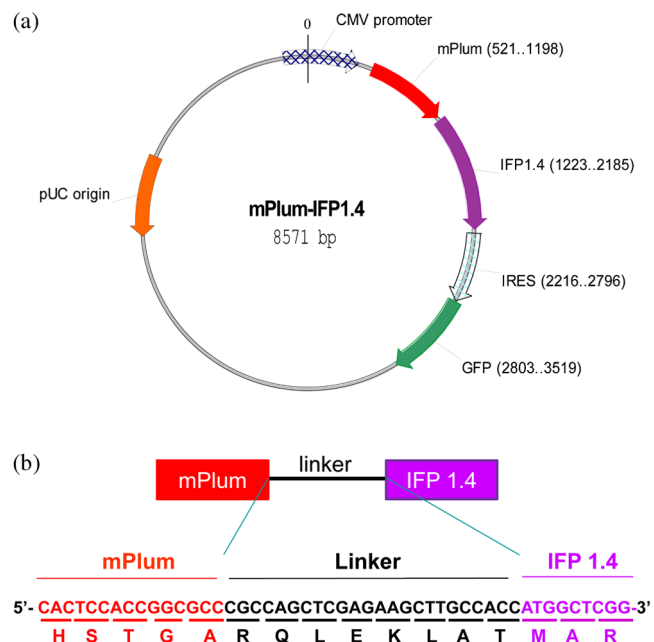 (a)
0
CMV promoter
mPlum (521..1198)
IFP1.4 (1223..2185)
pUC origin
mPlum-IFP1.4
8571 bp
IRES (2216..2796)
GFP (2803..3519)
(b)
linker
mPlum
IFP 1.4
mPlum Linker IFP 1.4
5'- CACTCCACCGGCGCCCGCCAGCTCGAGAAGCTTGCCACCATGGCTCGG-3'
H S T G A R Q L E K L A T M A R